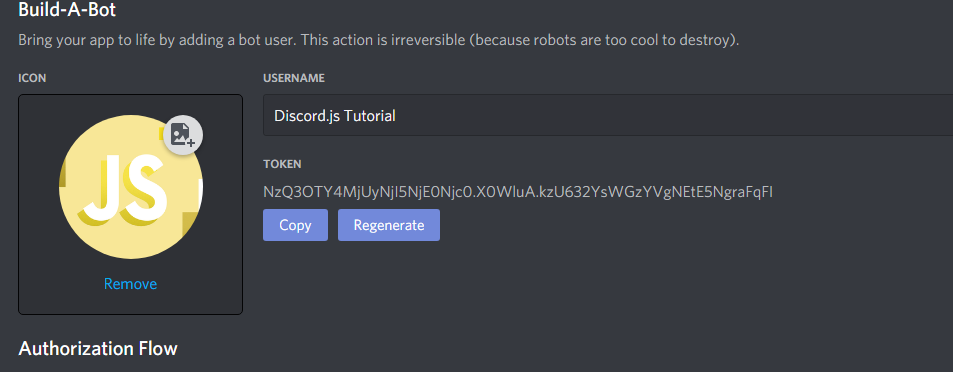 Build-A-Bot
Bring your app to life by adding a bot user. This action is irreversible (because robots are too cool to destroy).
ICON
USERNAME
JS
Discord.js Tutorial
TOKEN
NzQ3OTY4MjUyNjI5NjE0Njc0.X0WluA.kzU632YsWGzYVgNEtE5NgraFqFI
Copy
Regenerate
Remove
Authorization Flow